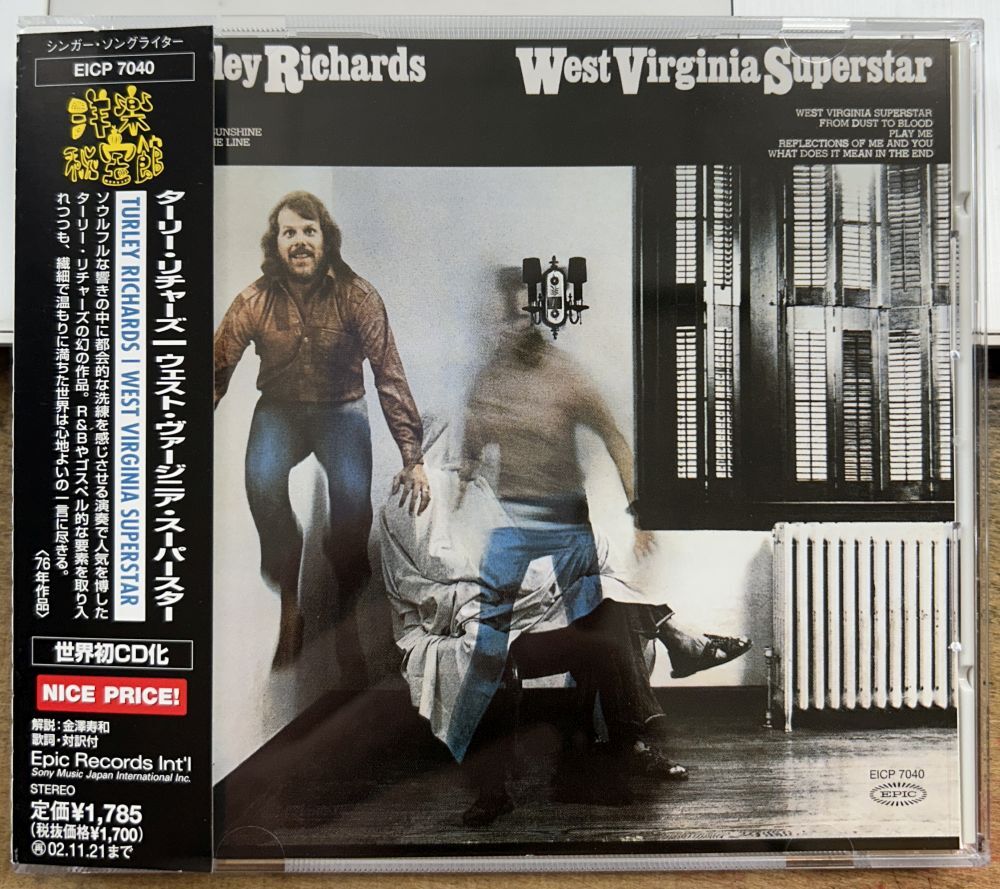 シンガー・ソングライター
EICP 7040
洋楽
秘宝館
ターリー・リチャーズ|ウェスト・ヴァージニア・スーパースター
TURLEY RICHARDS | WEST VIRGINIA SUPERSTAR
ソウルフルな響きの中に都会的な洗練を感じさせる演奏で人気を博した
ターリー・リチャーズの幻の作品。R&Bやゴスペル的な要素を取り入
れつつも、繊細で温もりに満ちた世界は心地よいの一言に尽きる。
〈76年作品〉
世界初CD化
NICE PRICE!
解説:金澤寿和
歌詞・対訳付
Epic Records Int'l
Sony Music Japan International Inc.
STEREO
定価¥1,785
(税抜価格¥1,700)
再 02.11.21まで
ley Richards
West Virginia Superstar
UNSHINE
E LINE
WEST VIRGINIA SUPERSTAR
FROM DUST TO BLOOD
PLAY ME
REFLECTIONS OF ME AND YOU
WHAT DOES IT MEAN IN THE END
EICP 7040
EPIC